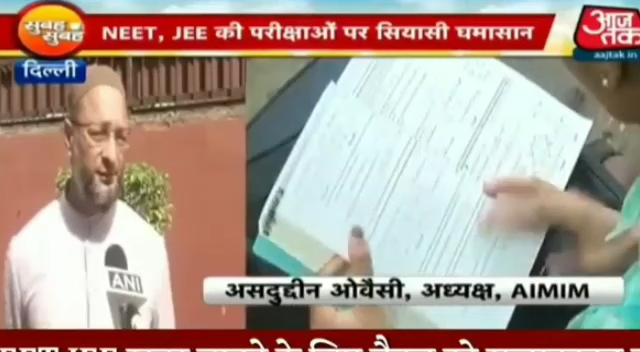 सुबह सुबह
NEET, JEE की परीक्षाओं पर सियासी घमासान
आज तक
aajtak.in
दिल्ली
ANI
असदुद्दीन ओवैसी, अध्यक्ष, AIMIM
के लिए